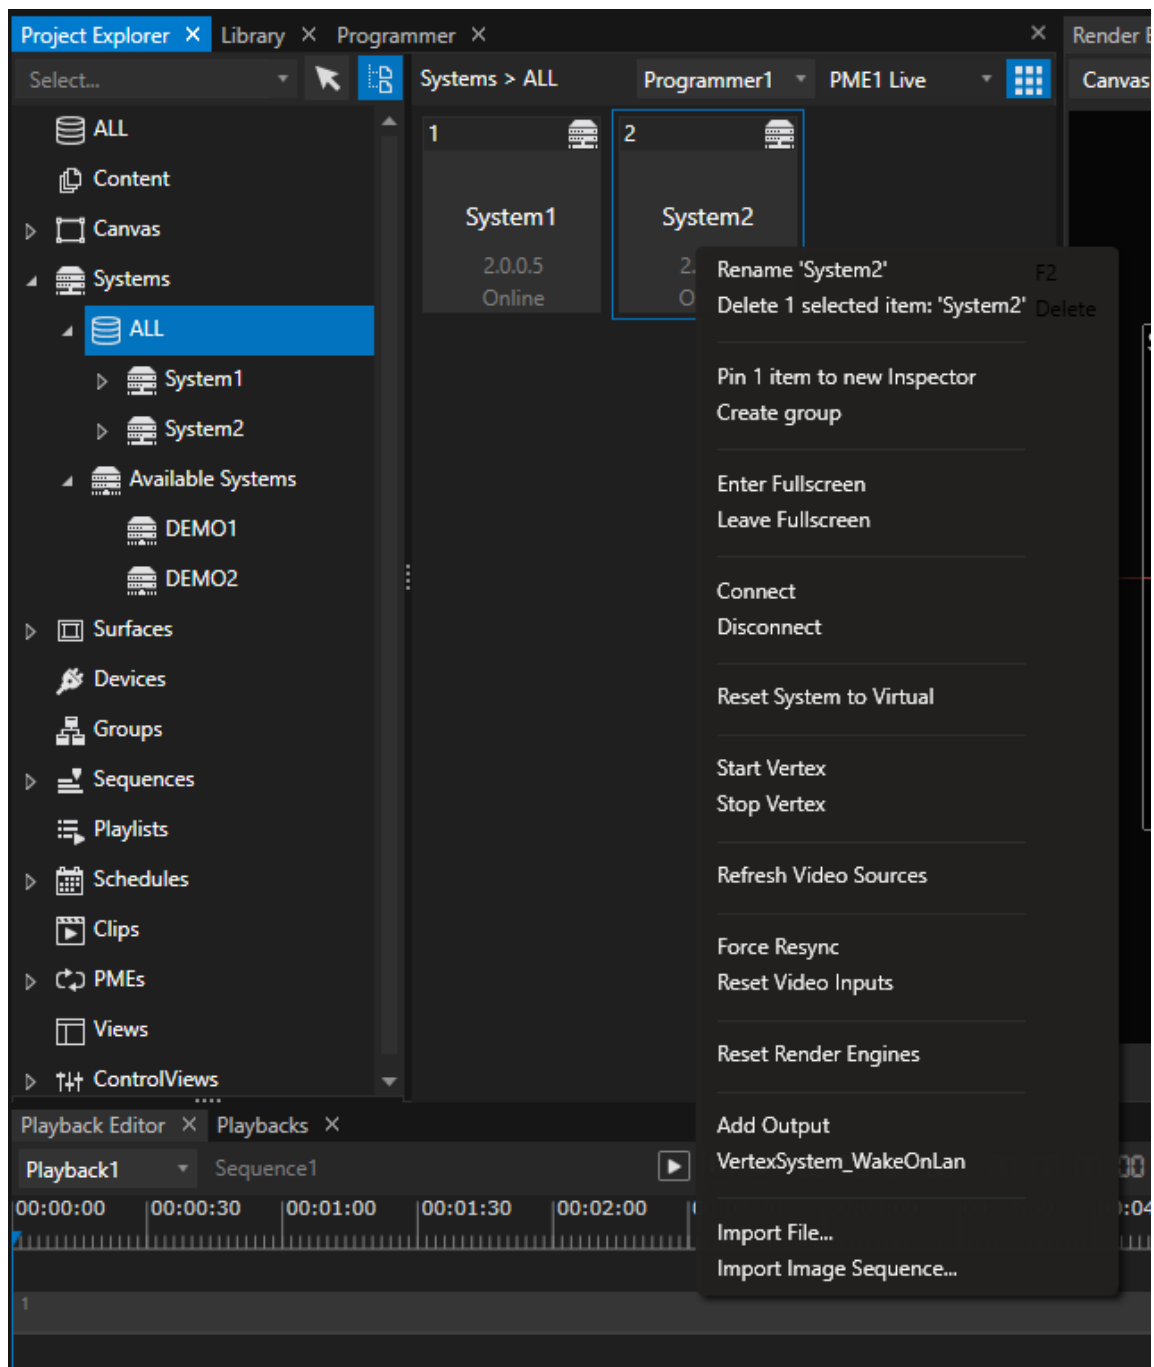 Project Explorer
Library
Programmer
Render
Select...
Systems > ALL
Programmer1
PME1 Live
Canvas
ALL
Content
Canvas
Systems
ALL
System1
System2
Available Systems
DEMO1
DEMO2
Surfaces
Devices
Groups
Sequences
Playlists
Schedules
Clips
PMEs
Views
ControlViews
1
System1
2.0.0.5
Online
2
System2
2.
O
Rename 'System2' F2
Delete 1 selected item: 'System2' Delete
Pin 1 item to new Inspector
Create group
Enter Fullscreen
Leave Fullscreen
Connect
Disconnect
Reset System to Virtual
Start Vertex
Stop Vertex
Refresh Video Sources
Force Resync
Reset Video Inputs
Reset Render Engines
Add Output
VertexSystem_WakeOnLan
Import File...
Import Image Sequence...
Playback Editor
Playbacks
Playback1
Sequence1
00:00:00 00:00:30 00:01:00 00:01:30 00:02:00
1